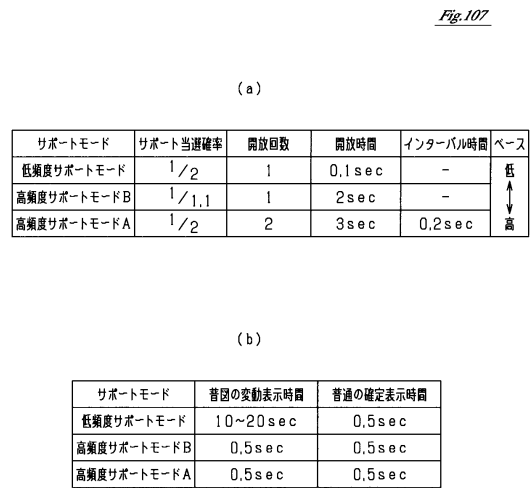 Fig.107
(a)
サポートモード サポート当選確率 開放回数 開放時間 インターバル時間 ベース
低頻度サポートモード 1/2 1 0.1sec - 低
高頻度サポートモードB 1/1.1 1 2sec -
高頻度サポートモードA 1/2 2 3sec 0.2sec 高
(b)
サポートモード 普図の変動表示時間 普通の確定表示時間
低頻度サポートモード 10~20sec 0.5sec
高頻度サポートモードB 0.5sec 0.5sec
高頻度サポートモードA 0.5sec 0.5sec